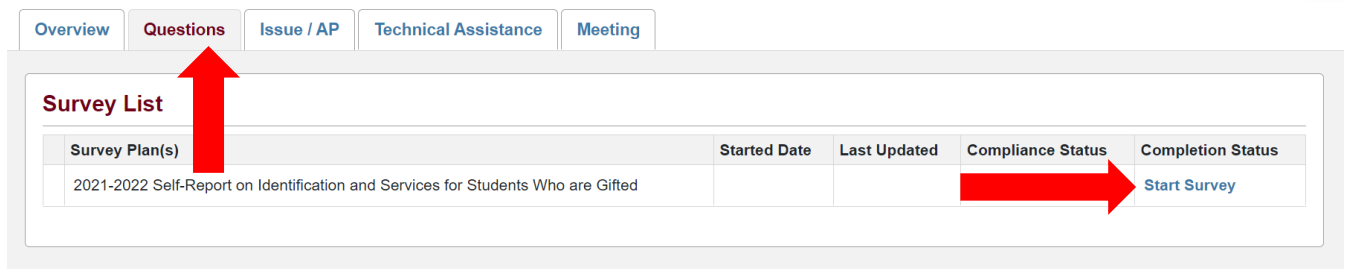 Overview Questions Issue / AP Technical Assistance Meeting
Survey List
Survey Plan(s) Started Date Last Updated Compliance Status Completion Status
2021-2022 Self-Report on Identification and Services for Students Who are Gifted Start Survey